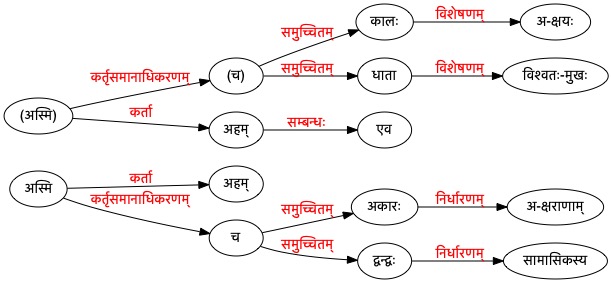 समुच्चितम् कालः विशेषणम् अ-क्षयः
कर्तृसमानाधिकरणम् (च) समुच्चितम् धाता विशेषणम् विश्वतः-मुखः
(अस्मि) कर्ता अहम् सम्बन्धः एव
अस्मि कर्ता अहम्
कर्तृसमानाधिकरणम् समुच्चितम् अकारः निर्धारणम् अ-क्षराणाम्
च समुच्चितम् द्वन्द्वः निर्धारणम् सामासिकस्य